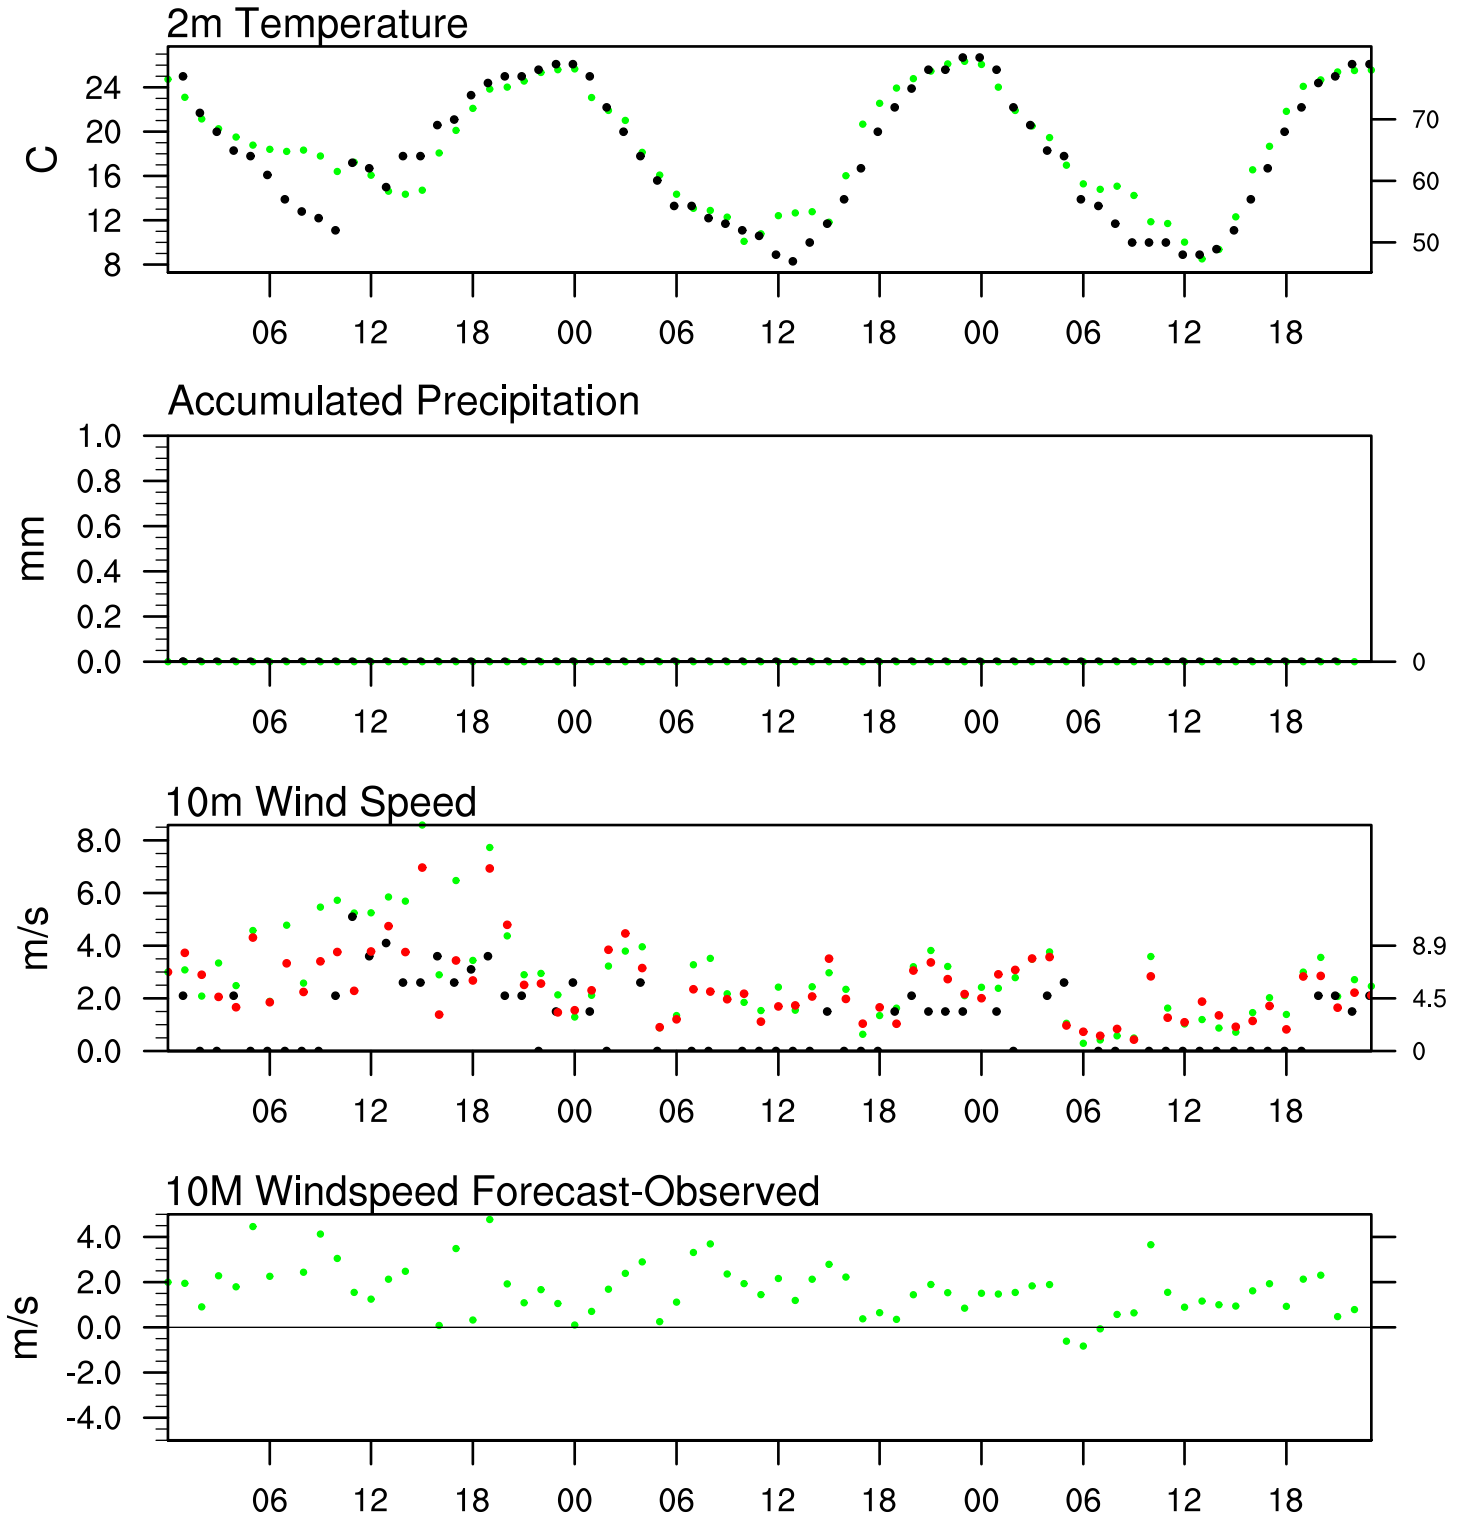 2m Temperature
24
20
16
12
8
C
70
60
50
06 12 18 00 06 12 18 00 06 12 18
Accumulated Precipitation
1.0
0.8
0.6
0.4
0.2
0.0
mm
0
06 12 18 00 06 12 18 00 06 12 18
10m Wind Speed
8.0
6.0
4.0
2.0
0.0
m/s
8.9
4.5
0
06 12 18 00 06 12 18 00 06 12 18
10M Windspeed Forecast-Observed
4.0
2.0
0.0
-2.0
-4.0
m/s
06 12 18 00 06 12 18 00 06 12 18